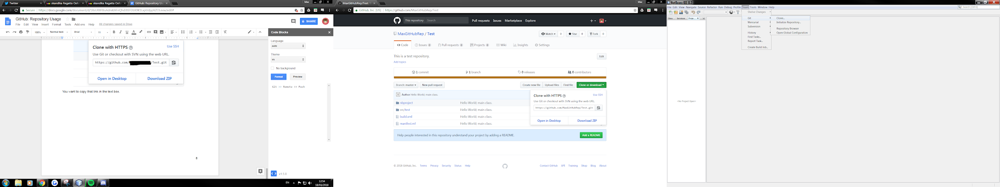 Twitter
skandika Regatta Oxfo
skandika Regatta Oxfo
GitHub: Repository Us
Max
Secure
GitHub: Repository Usage
File Edit View Insert Format Tools Add-ons Help
All changes saved in Drive
SHARE
100% Normal text Arial 11
Clone with HTTPS
Use SSH
Use Git or checkout with SVN using the web URL.
https://github.com/ /Test.git
Open in Desktop
Download ZIP
You want to copy that link in the text box.
8
Code Blocks
Language
auto
Theme
vs
No background
Format
Preview
Git >> Remote >> Push
v1.5.0
EN
12:54
18/03/2018
MaxGitHubRep/Test: T
Max
GitHub, Inc. [US]
https://github.com/MaxGitHubRep/Test
This repository Search
Pull requests Issues Marketplace Explore
MaxGitHubRep / Test
Watch 0 Star 0 Fork 0
Code Issues 0 Pull requests 0 Projects 0 Wiki Insights Settings
This is a test repository.
Edit
Add topics
1 commit 1 branch 0 releases 0 contributors
Branch: master New pull request
Create new file Upload files Find file Clone or download
Author Hello World; main class.
nbproject Hello World; main class.
src/test Hello World; main class.
build.xml Hello World; main class.
manifest.mf Hello World; main class.
Clone with HTTPS
Use SSH
Use Git or checkout with SVN using the web URL.
https://github.com/MaxGitHubRep/Test.git
Open in Desktop Download ZIP
Help people interested in this repository understand your project by adding a README.
Add a README
© 2018 GitHub, Inc. Terms Privacy Security Status Help
Contact GitHub API Training Shop Blog About
NetBeans IDE 8.2
File Edit View Navigate Source Refactor Run Debug Profile Team Tools Window Help
Search (Ctrl+I)
Files Services Proje...
<No Project Open>
Shelve Changes
Git
Mercurial
Subversion
History
Find Tasks...
Report Task...
Create Build Job...
Clone...
Initialize Repository...
Repository Browser
Open Global Configuration